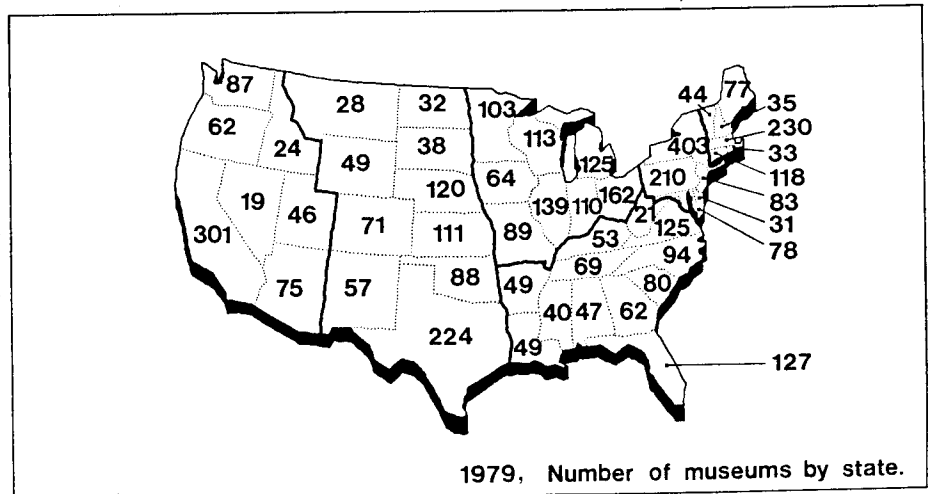 87 28 32 103 44 77
35
62 113 403 230
24 49 38 125 33
118
64 210
120 162 83
19 46 139 110 21 31
301 71 111 89 53 125 78
94
69
75 57 88 49 80
40 47 62
224 49
127
1979, Number of museums by state.